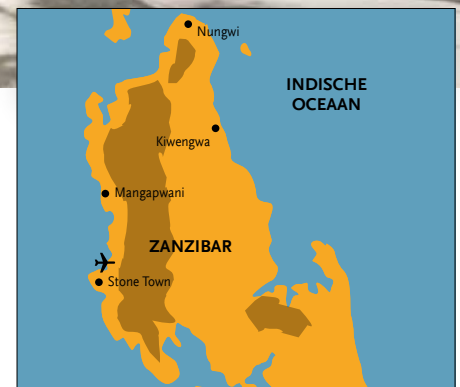 Nungwi
INDISCHE
OCEAAN
Kiwengwa
Mangapwani
ZANZIBAR
Stone Town